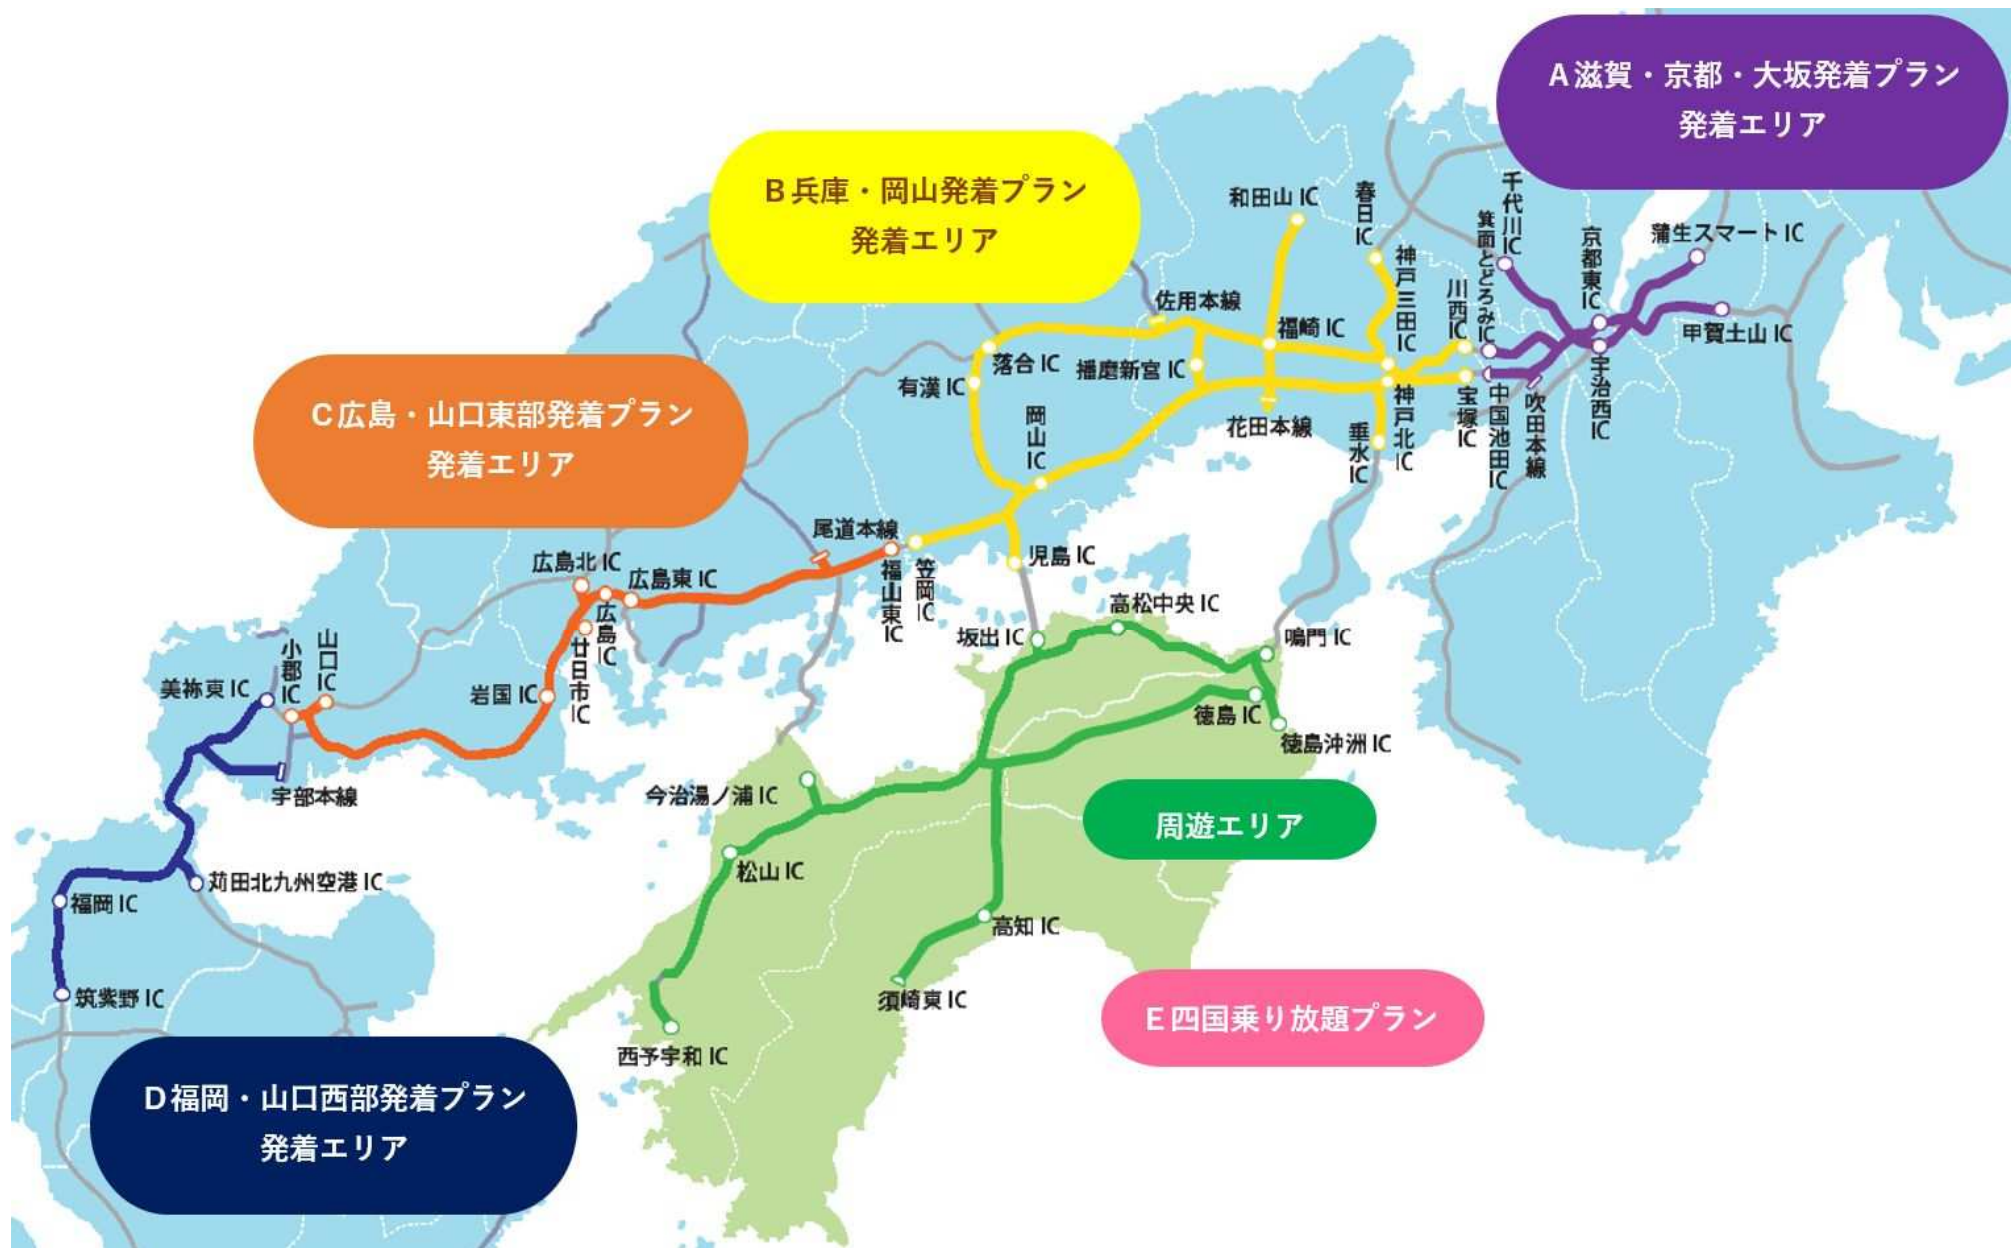 A滋賀・京都・大坂発着プラン
発着エリア
B兵庫・岡山発着プラン
発着エリア
C広島・山口東部発着プラン
発着エリア
D福岡・山口西部発着プラン
発着エリア
周遊エリア
E四国乗り放題プラン
和田山 IC
春日IC
神戸三田IC
川西IC
箕面とどろみIC
千代川IC
京都東IC
蒲生スマート IC
甲賀土山 IC
宇治西IC
吹田本線
中国池田IC
宝塚IC
神戸北IC
垂水IC
佐用本線
福崎 IC
播磨新宮 IC
花田本線
落合 IC
有漢 IC
岡山IC
児島 IC
笠岡IC
福山東IC
尾道本線
広島北 IC
広島東 IC
広島IC
廿日市IC
岩国 IC
山口IC
小郡IC
美祢東 IC
宇部本線
苅田北九州空港 IC
福岡 IC
筑紫野 IC
坂出 IC
高松中央 IC
鳴門 IC
徳島 IC
徳島沖洲 IC
今治湯ノ浦 IC
松山 IC
高知 IC
須崎東 IC
西予宇和 IC